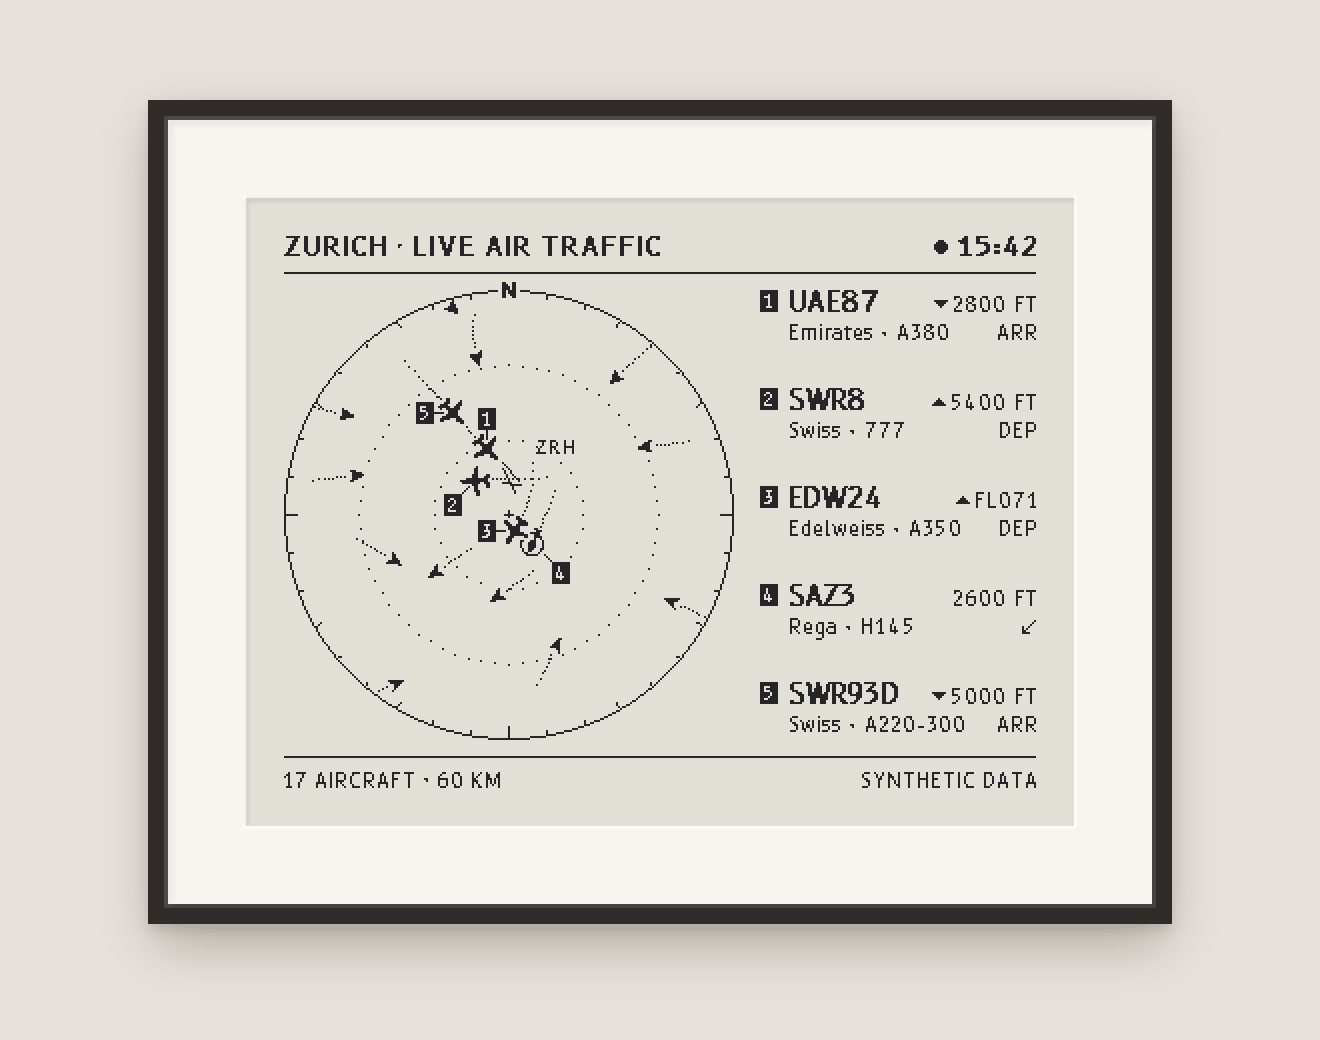 ZURICH · LIVE AIR TRAFFIC
15:42
N
ZRH
5
1
2
3
4
1 UAE87 ▼2800 FT
Emirates · A380 ARR
2 SWR8 ▲5400 FT
Swiss · 777 DEP
3 EDW24 ▲FL071
Edelweiss · A350 DEP
4 SAZ3 2600 FT
Rega · H145 ↙
5 SWR93D ▼5000 FT
Swiss · A220-300 ARR
17 AIRCRAFT · 60 KM
SYNTHETIC DATA